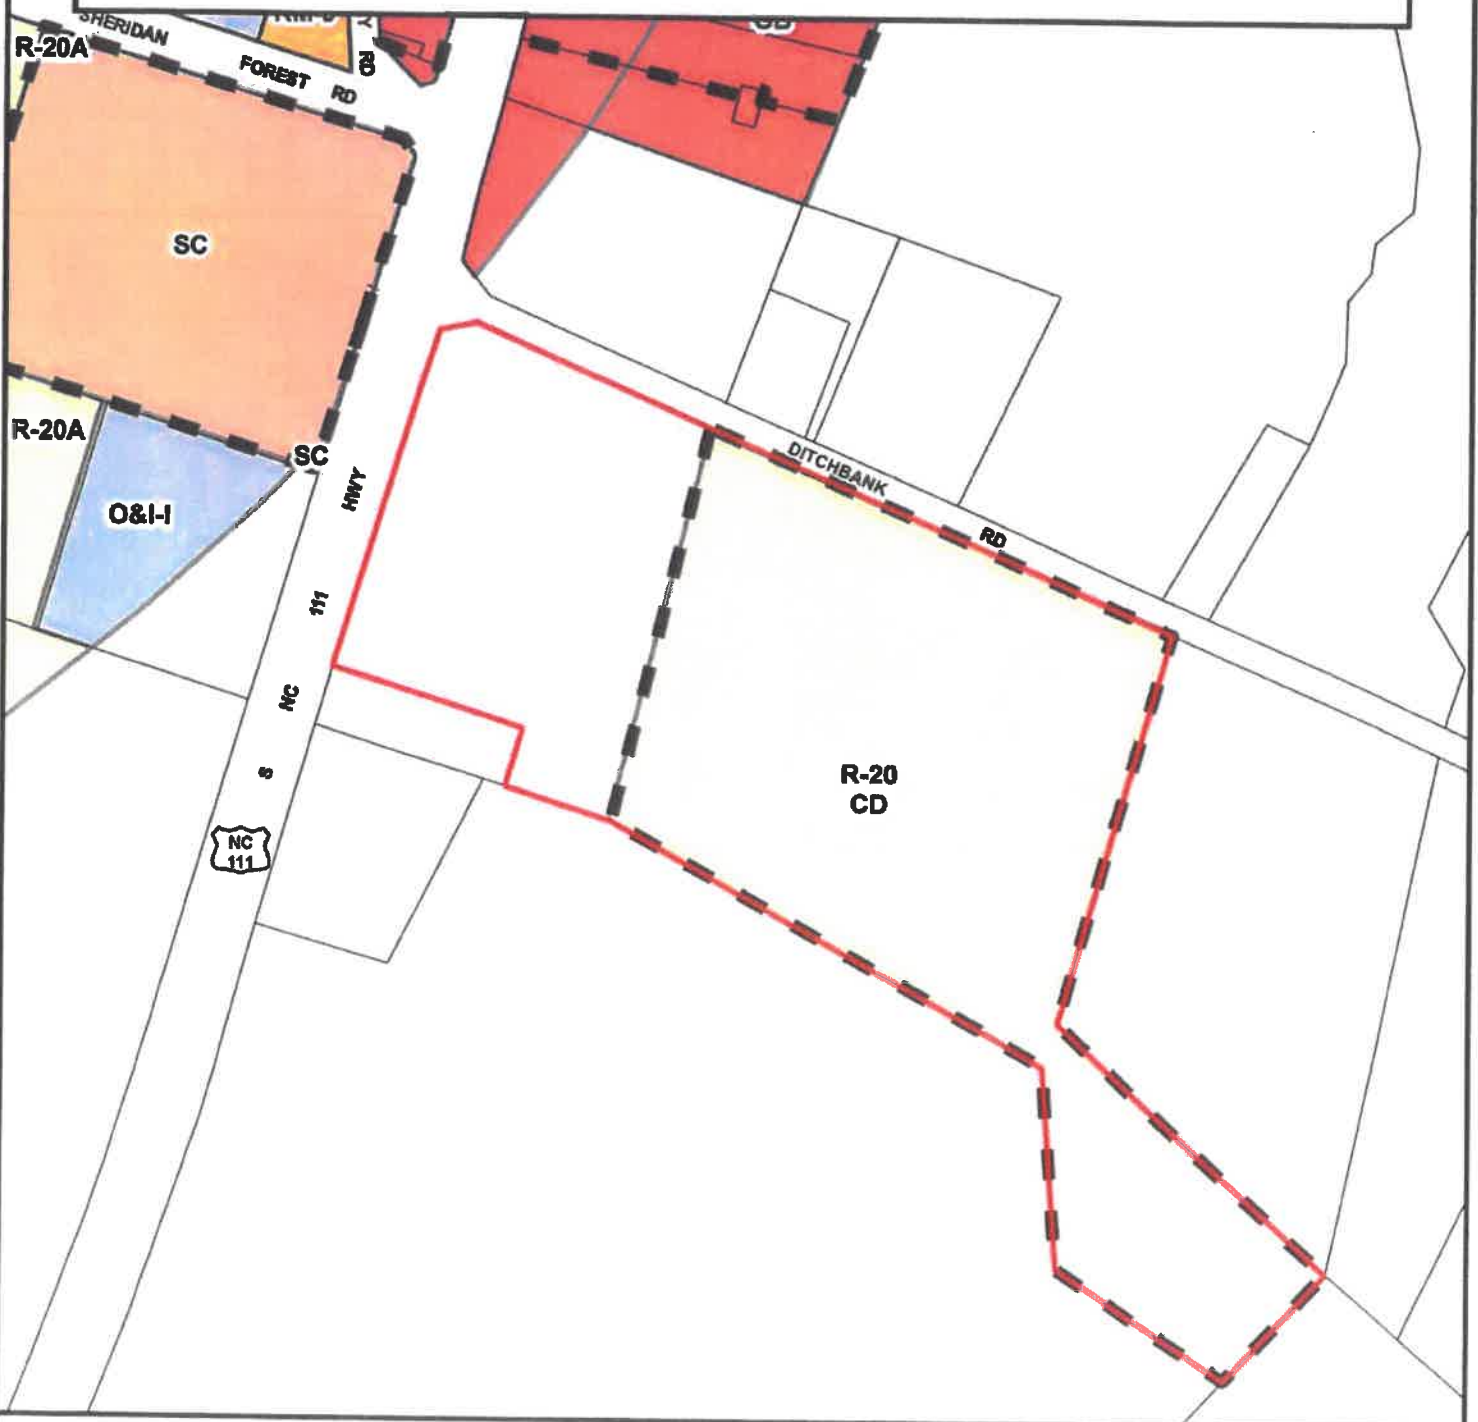 SHERIDAN
FOREST RD
RD
R-20A
SC
R-20A
SC
O&I-I
HWY
111
NC
S
NC
111
DITCHBANK
RD
R-20
CD